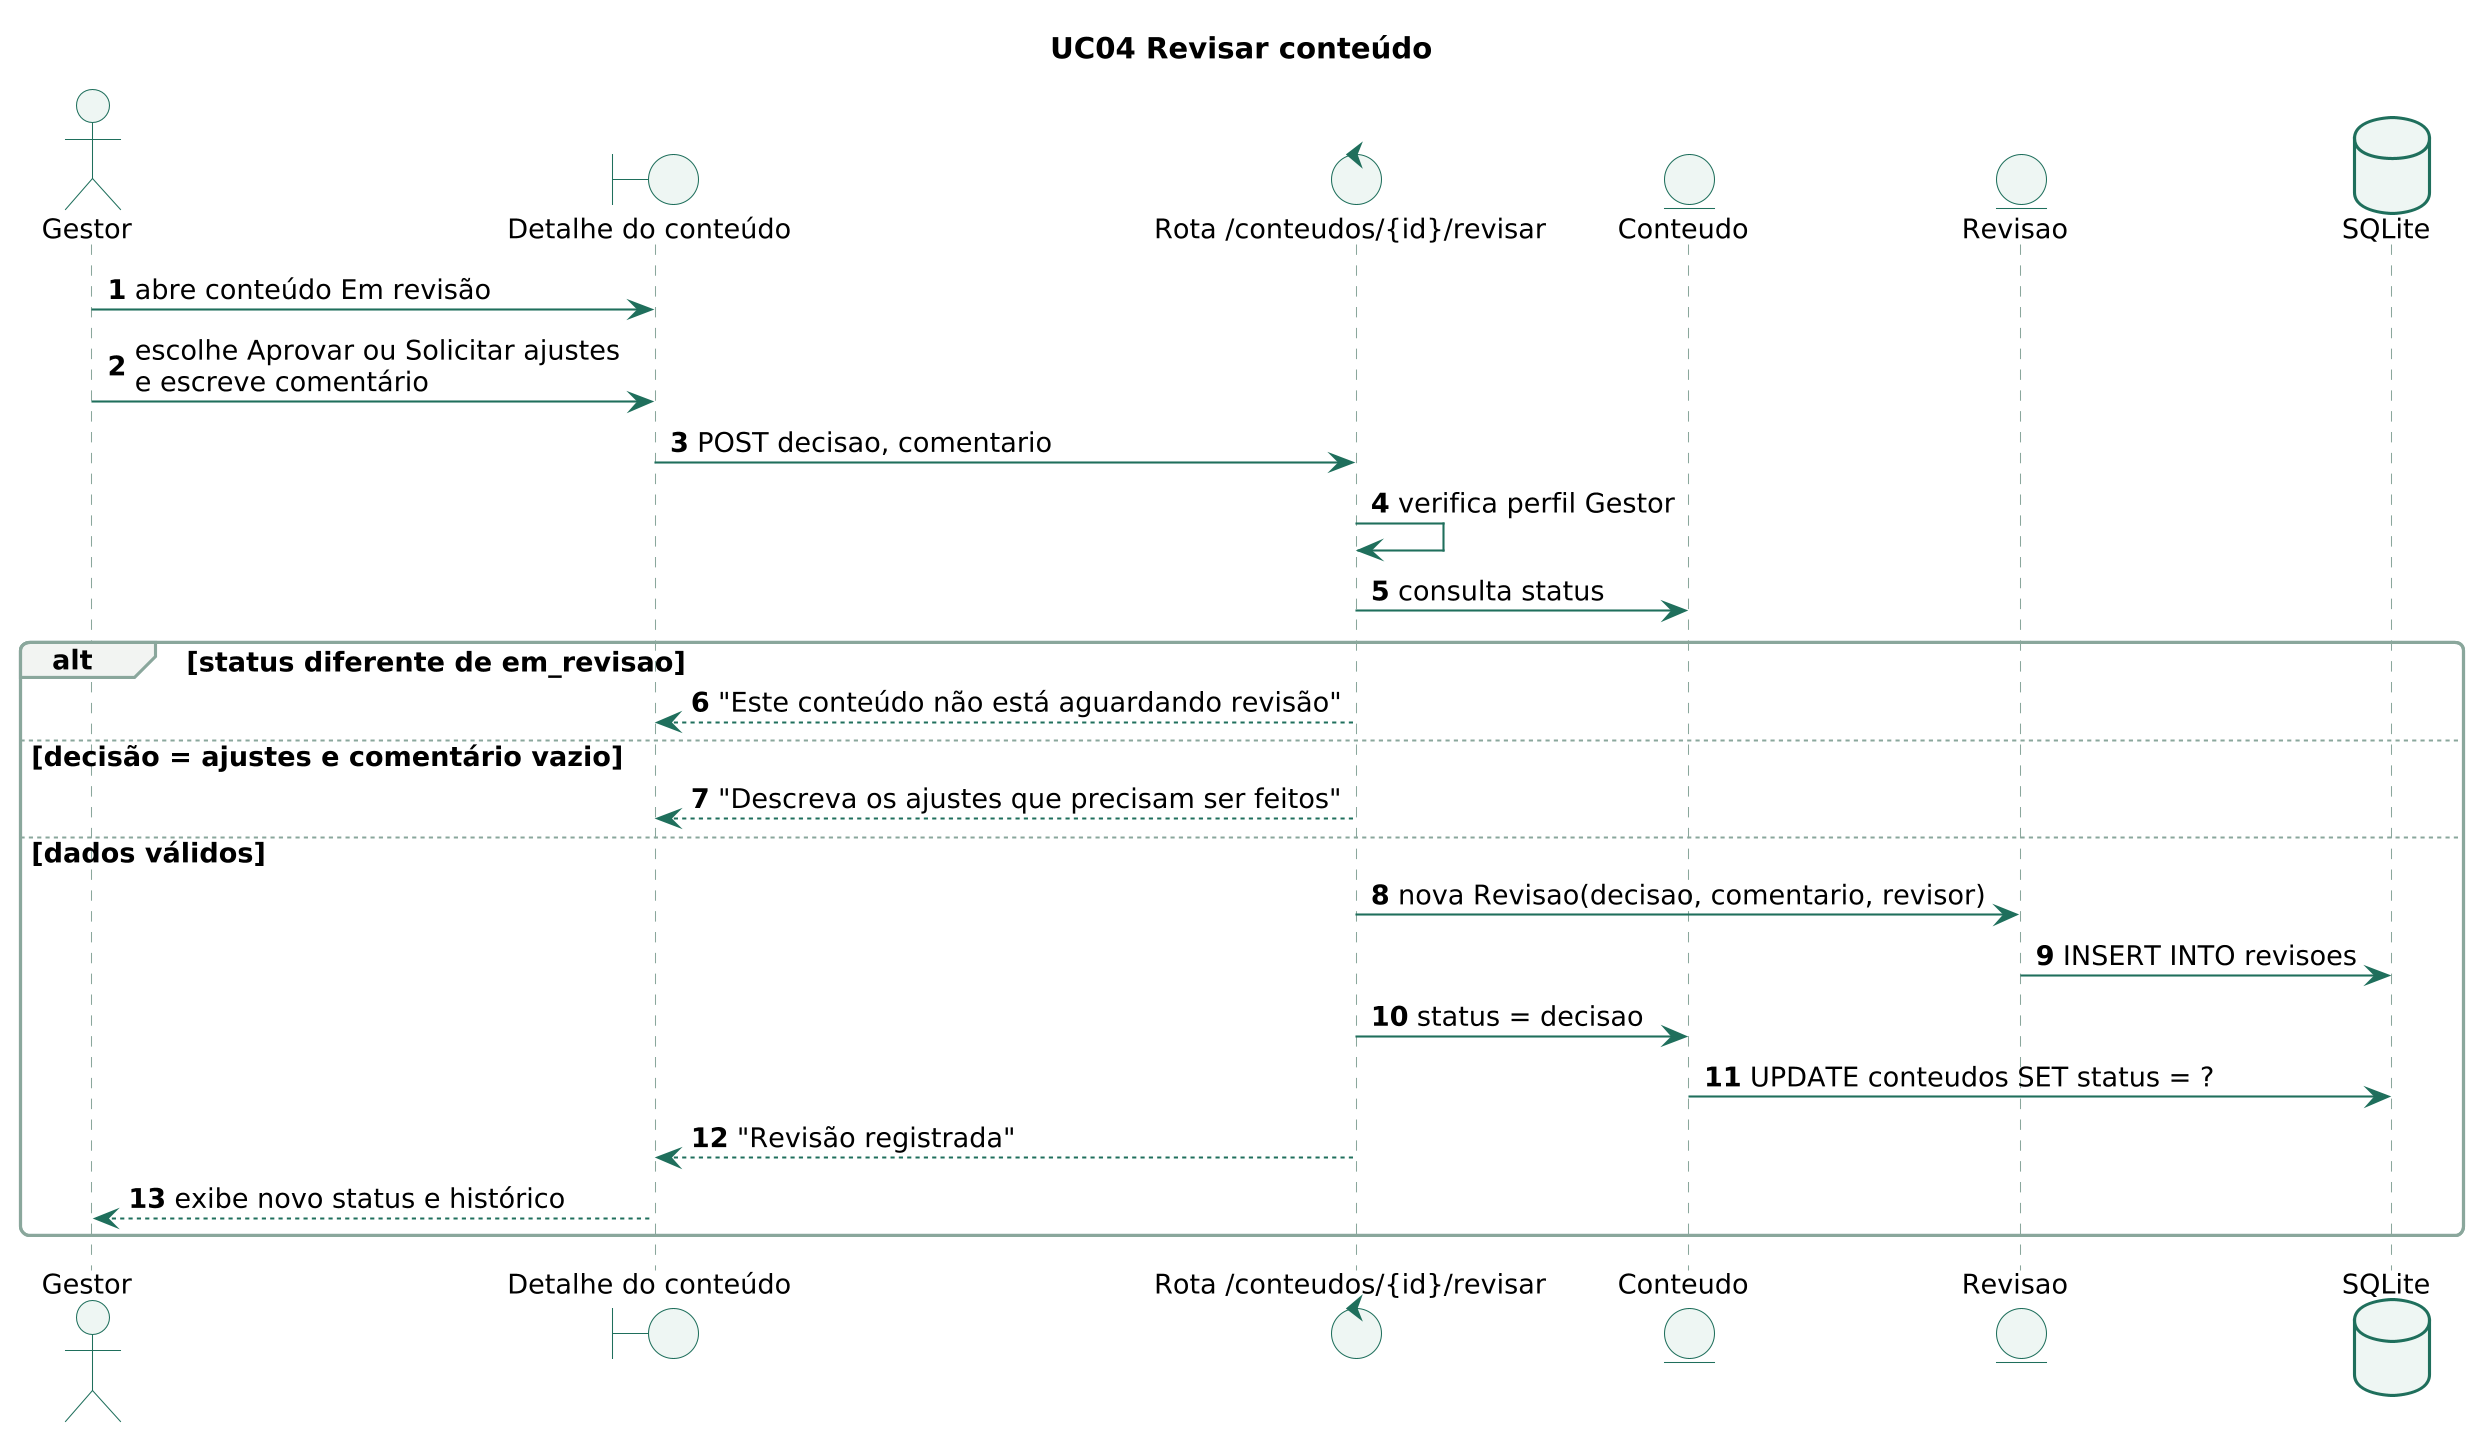 UC04 Revisar conteúdo
Gestor
Detalhe do conteúdo
Rota /conteudos/{id}/revisar
Conteudo
Revisao
SQLite
1 abre conteúdo Em revisão
2 escolhe Aprovar ou Solicitar ajustes
e escreve comentário
3 POST decisao, comentario
4 verifica perfil Gestor
5 consulta status
alt [status diferente de em_revisao]
6 "Este conteúdo não está aguardando revisão"
[decisão = ajustes e comentário vazio]
7 "Descreva os ajustes que precisam ser feitos"
[dados válidos]
8 nova Revisao(decisao, comentario, revisor)
9 INSERT INTO revisoes
10 status = decisao
11 UPDATE conteudos SET status = ?
12 "Revisão registrada"
13 exibe novo status e histórico
Gestor
Detalhe do conteúdo
Rota /conteudos/{id}/revisar
Conteudo
Revisao
SQLite